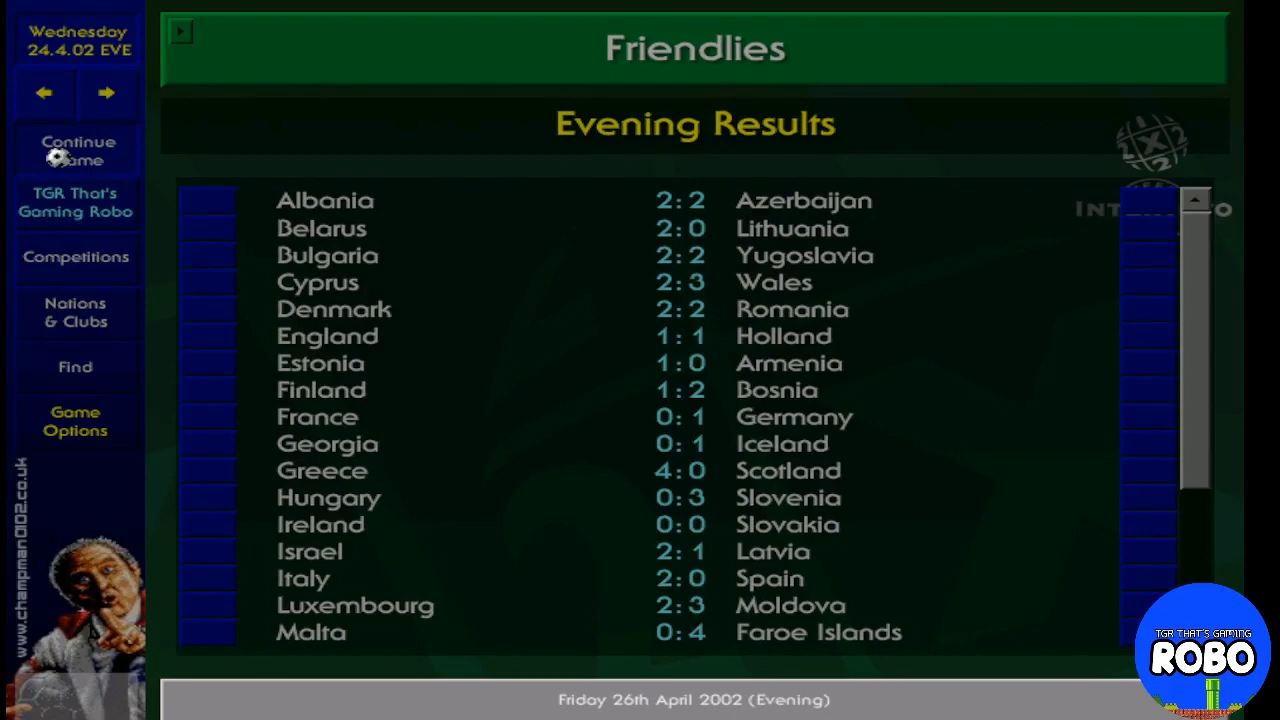 Wednesday
24.4.02 EVE
Continue
Game
TGR That's
Gaming Robo
Competitions
Nations
& Clubs
Find
Game
Options
www.champman0102.co.uk
Friendlies
Evening Results
Albania 2:2 Azerbaijan
Belarus 2:0 Lithuania
Bulgaria 2:2 Yugoslavia
Cyprus 2:3 Wales
Denmark 2:2 Romania
England 1:1 Holland
Estonia 1:0 Armenia
Finland 1:2 Bosnia
France 0:1 Germany
Georgia 0:1 Iceland
Greece 4:0 Scotland
Hungary 0:3 Slovenia
Ireland 0:0 Slovakia
Israel 2:1 Latvia
Italy 2:0 Spain
Luxembourg 2:3 Moldova
Malta 0:4 Faroe Islands
Friday 26th April 2002 (Evening)
TGR THAT'S GAMING
ROBO